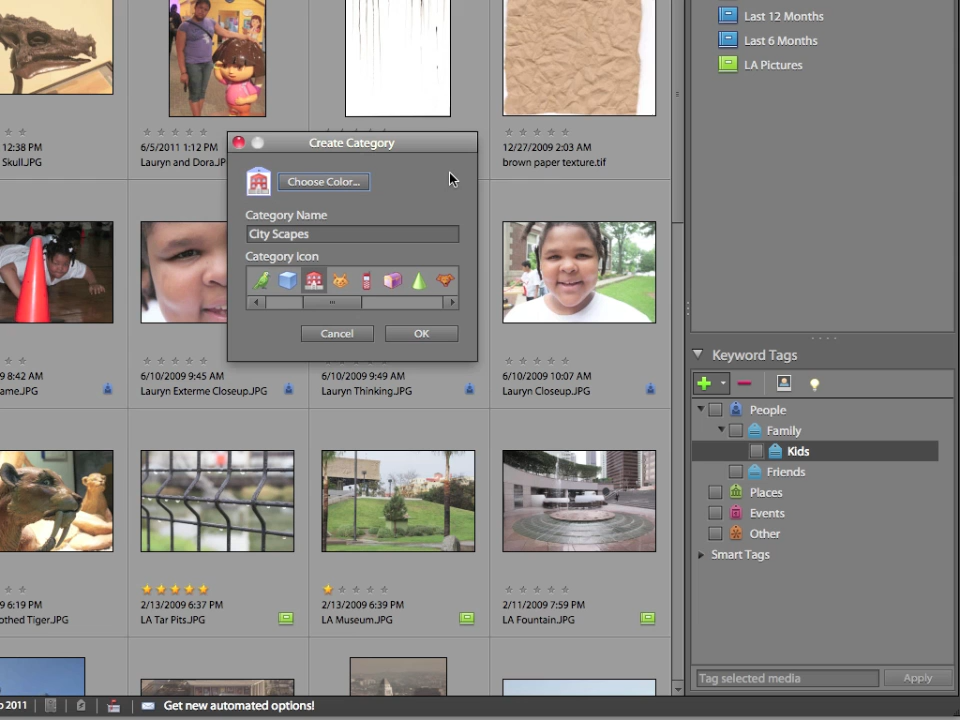 Last 12 Months
Last 6 Months
LA Pictures
12:38 PM
Skull.JPG
6/5/2011 1:12 PM
Lauryn and Dora.JP
12/27/2009 2:03 AM
brown paper texture.tif
Create Category
Choose Color...
Category Name
City Scapes
Category Icon
Cancel
OK
8:42 AM
ame.JPG
6/10/2009 9:45 AM
Lauryn Exterme Closeup.JPG
6/10/2009 9:49 AM
Lauryn Thinking.JPG
6/10/2009 10:07 AM
Lauryn Closeup.JPG
Keyword Tags
People
Family
Kids
Friends
Places
Events
Other
Smart Tags
6:19 PM
othed Tiger.JPG
2/13/2009 6:37 PM
LA Tar Pits.JPG
2/13/2009 6:39 PM
LA Museum.JPG
2/11/2009 7:59 PM
LA Fountain.JPG
Tag selected media
Apply
2011
Get new automated options!